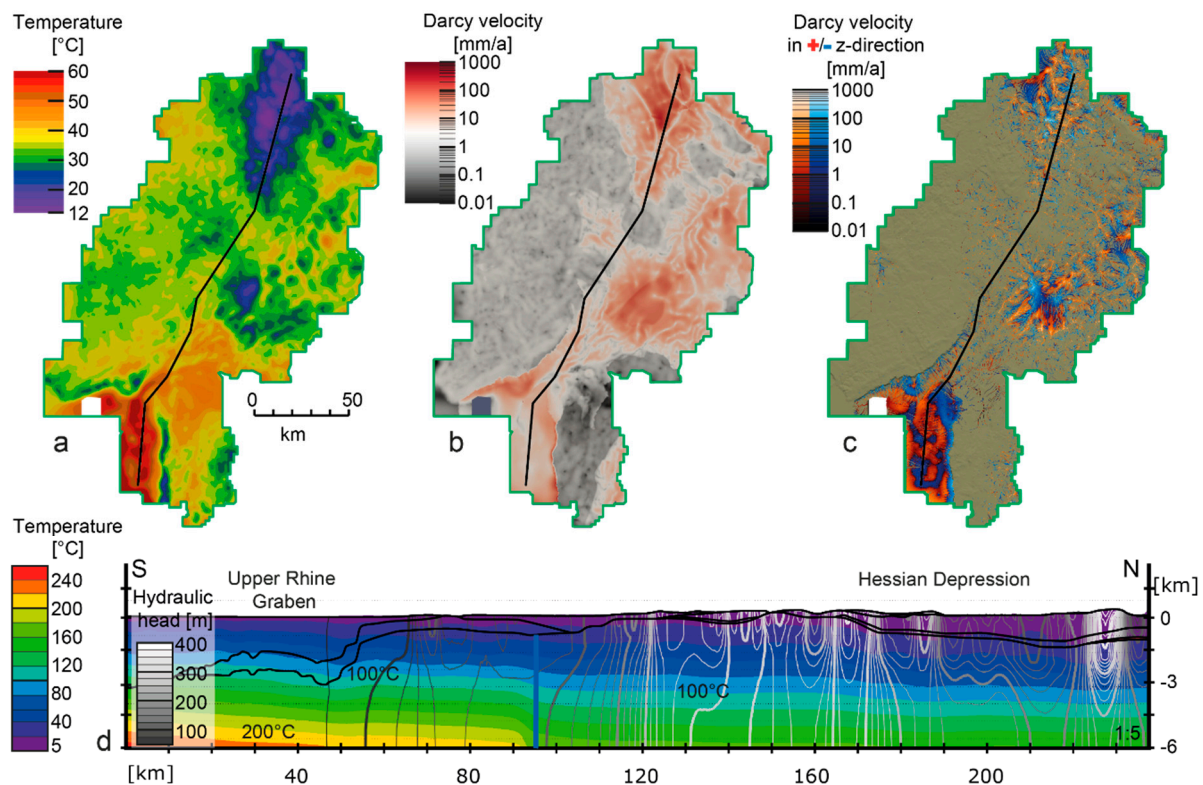 Temperature
[°C]
60
50
40
30
20
12
a
0 50
km
Darcy velocity
[mm/a]
1000
100
10
1
0.1
0.01
b
Darcy velocity
in +/- z-direction
[mm/a]
1000
100
10
1
0.1
0.01
c
Temperature
[°C]
240
200
160
120
80
40
5
d
S
Upper Rhine
Graben
Hessian Depression
N
[km]
Hydraulic
head [m]
400
300
200
100
100°C
200°C
100°C
0
-3
-6
1:5
[km]
40
80
120
160
200